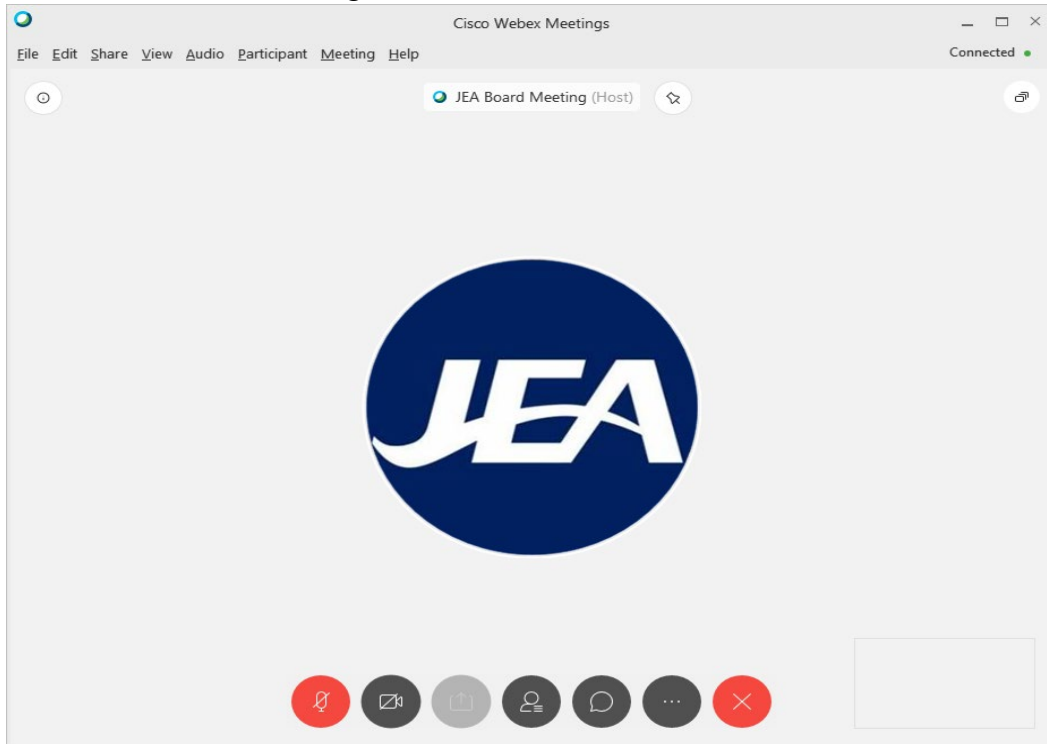 Cisco Webex Meetings
File Edit Share View Audio Participant Meeting Help
Connected
JEA Board Meeting (Host)
JEA